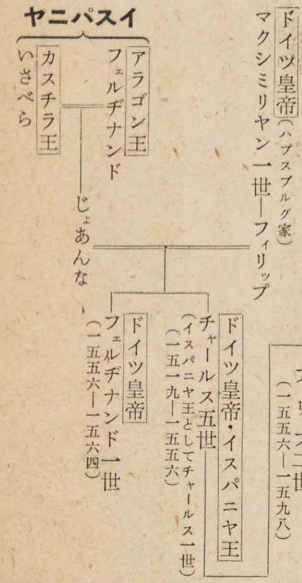 ドイツ皇帝(ハプスブルグ家)
マクシミリヤン一世―フィリップ
イスパニヤ
アラゴン王
フェルヂナンド
カスチラ王
いさべら
じょあんな
(一五五六―一五九八)
ドイツ皇帝・イスパニヤ王
チャールス五世
(イスパニヤ王としてチャールス一世)
(一五一九―一五五六)
ドイツ皇帝
フェルヂナンド一世
(一五五六―一五六四)